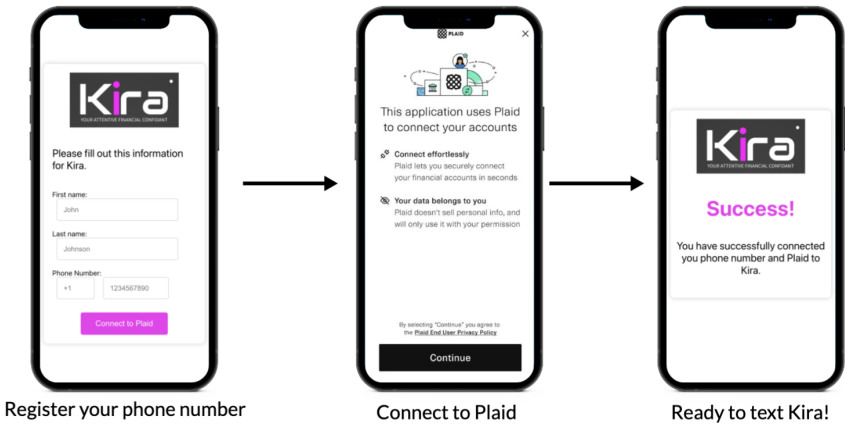 Kira
YOUR ATTENTIVE FINANCIAL CONFIDANT
Please fill out this information
for Kira.
First name:
John
Last name:
Johnson
Phone Number:
+1 1234567890
Connect to Plaid
Register your phone number
PLAID
This application uses Plaid
to connect your accounts
Connect effortlessly
Plaid lets you securely connect
your financial accounts in seconds
Your data belongs to you
Plaid doesn't sell personal info, and
will only use it with your permission
By selecting "Continue" you agree to
the Plaid End User Privacy Policy
Continue
Connect to Plaid
Kira
YOUR ATTENTIVE FINANCIAL CONFIDANT
Success!
You have successfully connected
you phone number and Plaid to
Kira.
Ready to text Kira!